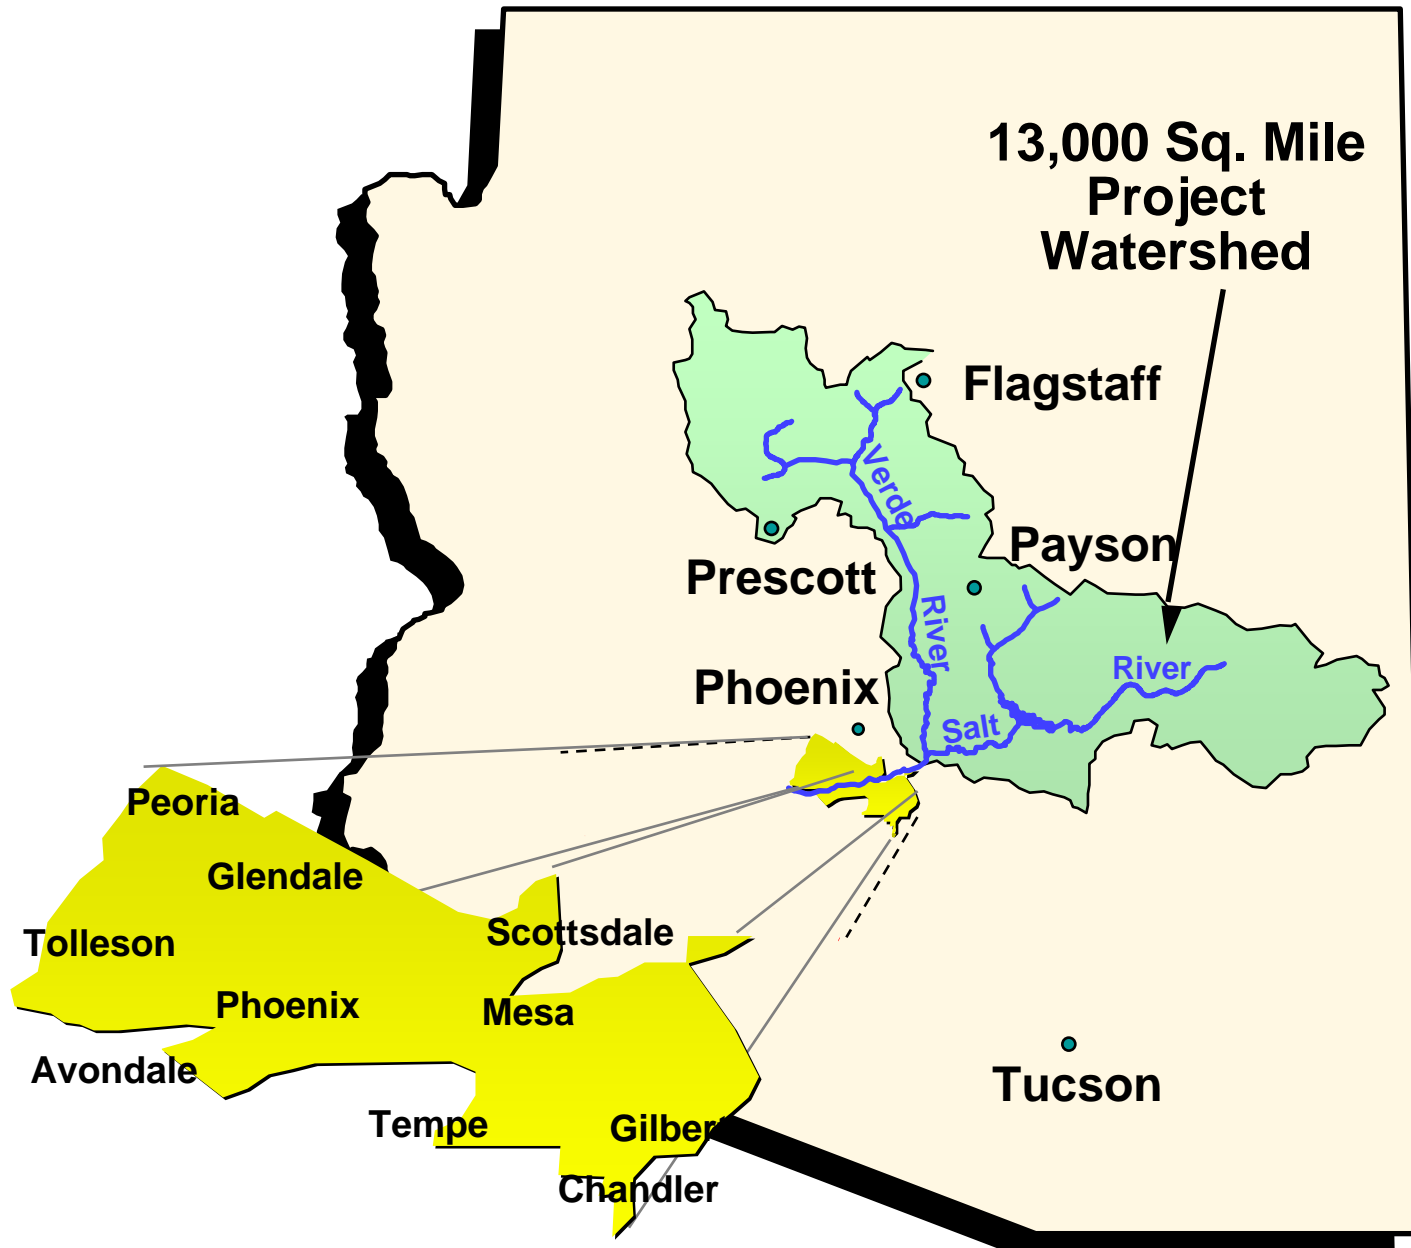 13,000 Sq. Mile
Project
Watershed
Flagstaff
Verde
River
Payson
Prescott
River
Phoenix
Salt
Peoria
Glendale
Scottsdale
Tolleson
Phoenix
Mesa
Avondale
Tempe
Gilbert
Chandler
Tucson